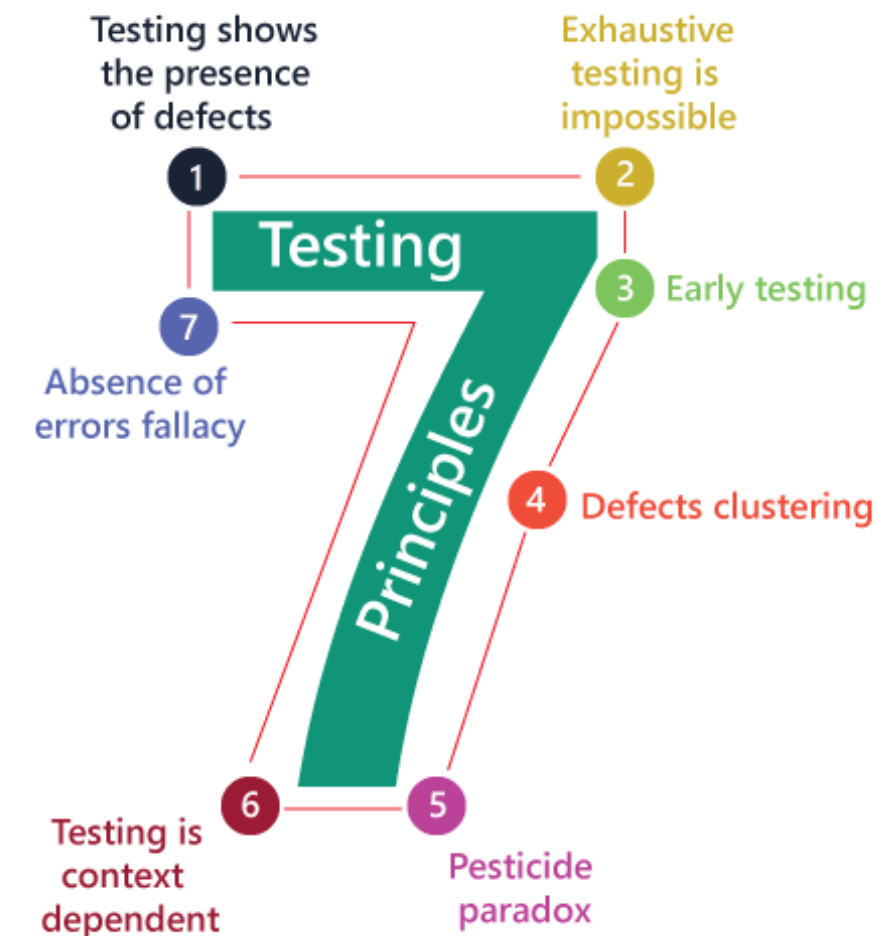 Testing shows
the presence
of defects
1
Exhaustive
testing is
impossible
2
Testing
Principles
3
Early testing
4
Defects clustering
5
Pesticide
paradox
6
Testing is
context
dependent
7
Absence of
errors fallacy